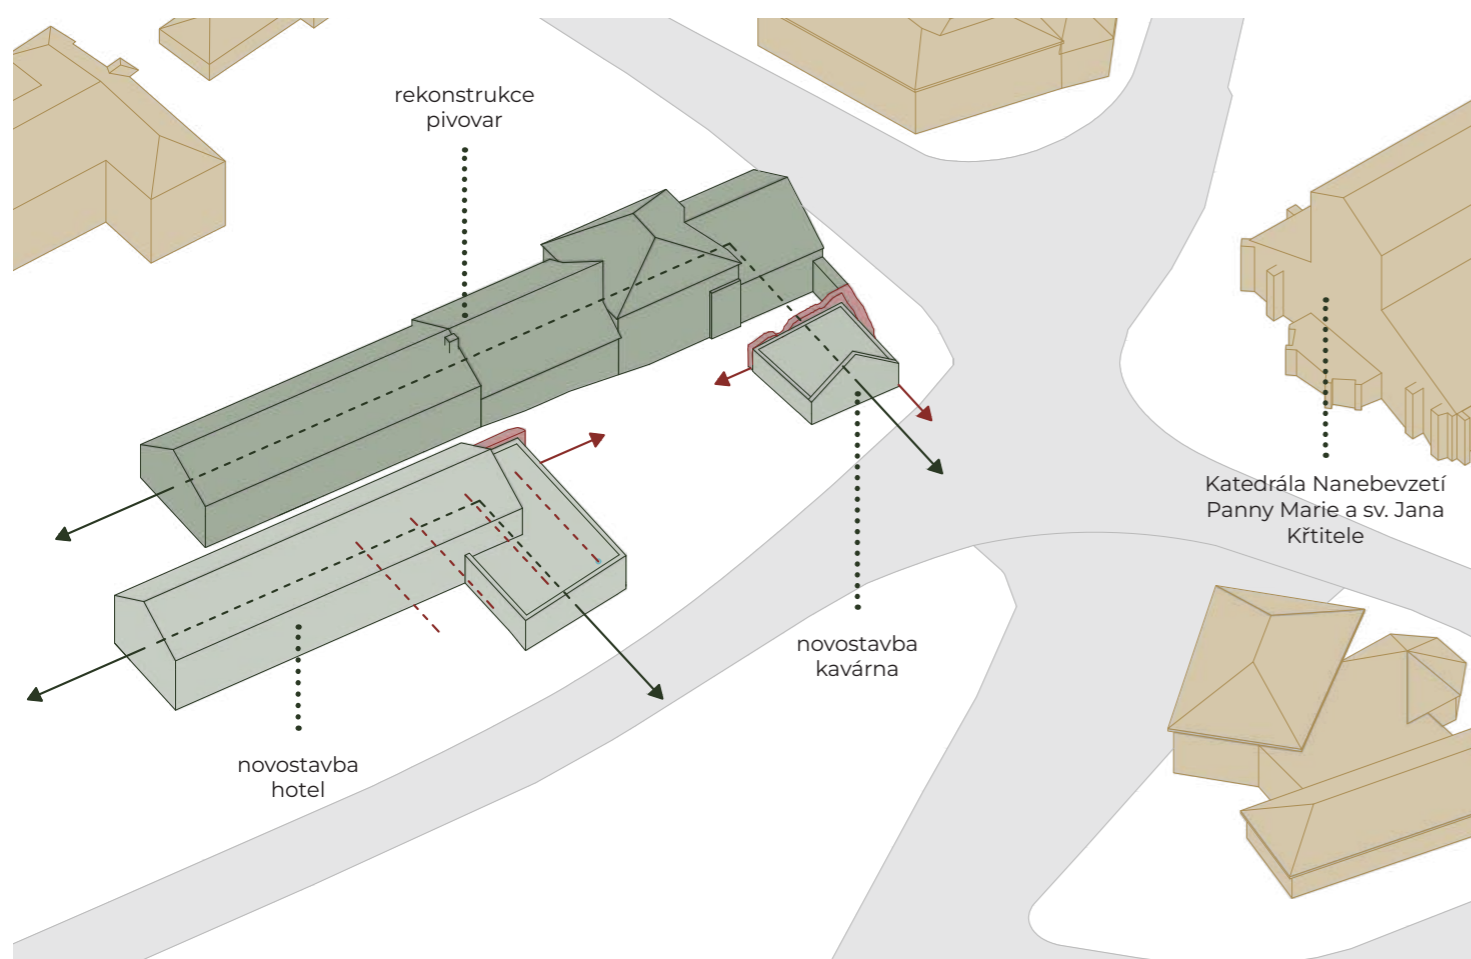 rekonstrukce
pivovar
Katedrála Nanebevzetí
Panny Marie a sv. Jana
Křtitele
novostavba
kavárna
novostavba
hotel